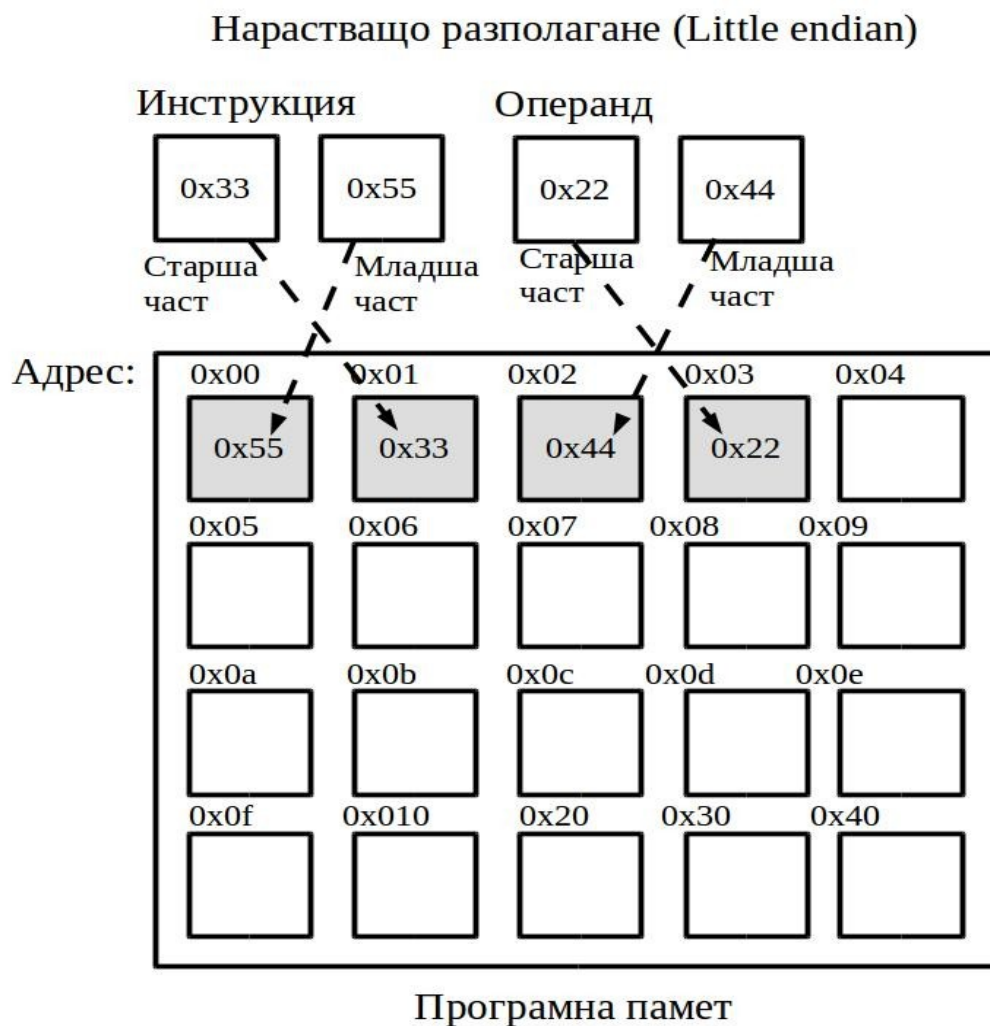 Нарастващо разполагане (Little endian)
Инструкция Операнд
0x33 0x55 0x22 0x44
Старша част Младша част Старша част Младша част
Адрес: 0x00 0x01 0x02 0x03 0x04
0x55 0x33 0x44 0x22
0x05 0x06 0x07 0x08 0x09
0x0a 0x0b 0x0c 0x0d 0x0e
0x0f 0x010 0x20 0x30 0x40
Програмна памет